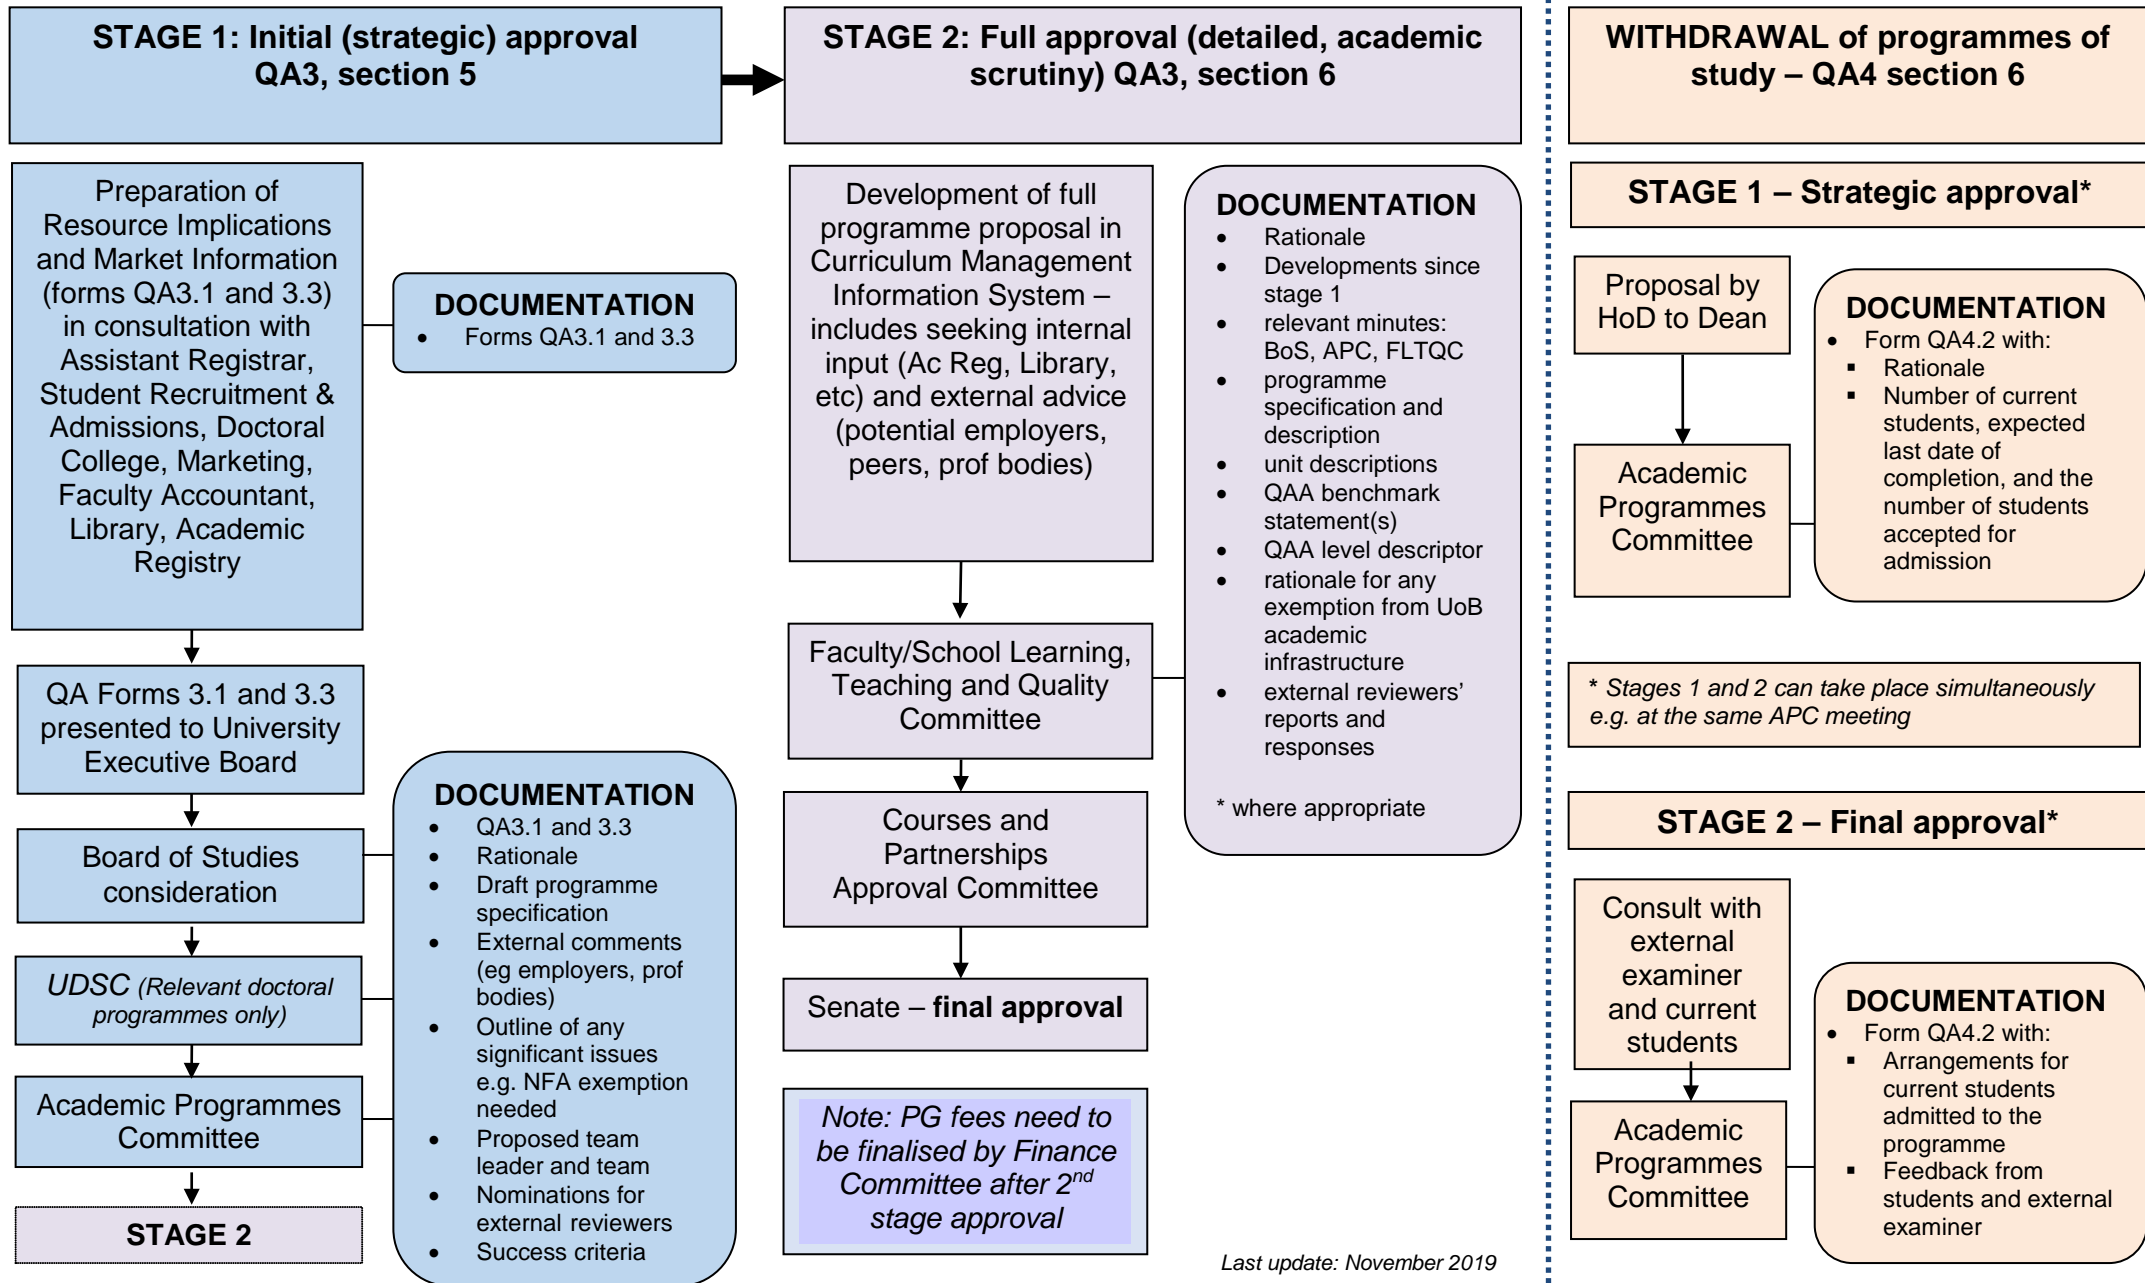 STAGE 1: Initial (strategic) approval
QA3, section 5
Preparation of
Resource Implications
and Market Information
(forms QA3.1 and 3.3)
in consultation with
Assistant Registrar,
Student Recruitment &
Admissions, Doctoral
College, Marketing,
Faculty Accountant,
Library, Academic
Registry
DOCUMENTATION
• Forms QA3.1 and 3.3
QA Forms 3.1 and 3.3
presented to University
Executive Board
Board of Studies
consideration
UDSC (Relevant doctoral
programmes only)
Academic Programmes
Committee
STAGE 2
DOCUMENTATION
• QA3.1 and 3.3
• Rationale
• Draft programme
specification
• External comments
(eg employers, prof
bodies)
• Outline of any
significant issues
e.g. NFA exemption
needed
• Proposed team
leader and team
• Nominations for
external reviewers
• Success criteria
STAGE 2: Full approval (detailed, academic
scrutiny) QA3, section 6
Development of full
programme proposal in
Curriculum Management
Information System –
includes seeking internal
input (Ac Reg, Library,
etc) and external advice
(potential employers,
peers, prof bodies)
Faculty/School Learning,
Teaching and Quality
Committee
Courses and
Partnerships
Approval Committee
Senate – final approval
Note: PG fees need to
be finalised by Finance
Committee after 2nd
stage approval
DOCUMENTATION
• Rationale
• Developments since
stage 1
• relevant minutes:
BoS, APC, FLTQC
• programme
specification and
description
• unit descriptions
• QAA benchmark
statement(s)
• QAA level descriptor
• rationale for any
exemption from UoB
academic
infrastructure
• external reviewers’
reports and
responses
* where appropriate
Last update: November 2019
WITHDRAWAL of programmes of
study – QA4 section 6
STAGE 1 – Strategic approval*
Proposal by
HoD to Dean
Academic
Programmes
Committee
DOCUMENTATION
• Form QA4.2 with:
▪ Rationale
▪ Number of current
students, expected
last date of
completion, and the
number of students
accepted for
admission
* Stages 1 and 2 can take place simultaneously
e.g. at the same APC meeting
STAGE 2 – Final approval*
Consult with
external
examiner
and current
students
Academic
Programmes
Committee
DOCUMENTATION
• Form QA4.2 with:
▪ Arrangements for
current students
admitted to the
programme
▪ Feedback from
students and external
examiner